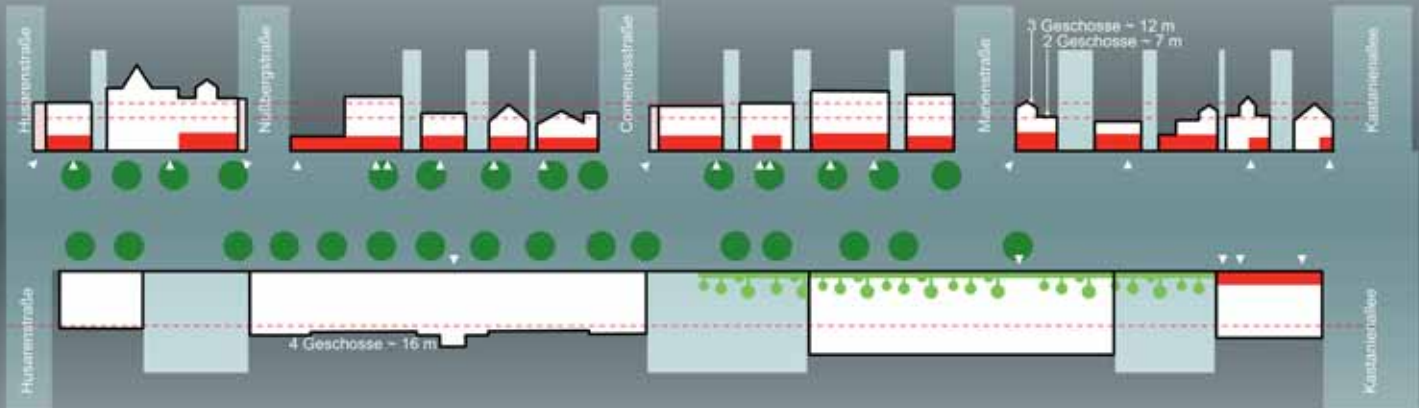 Husarenstraße
Nußbergstraße
Comeniusstraße
Marienstraße
3 Geschosse ~ 12 m
2 Geschosse ~ 7 m
Kastanienallee
Husarenstraße
4 Geschosse ~ 16 m
Kastanienallee